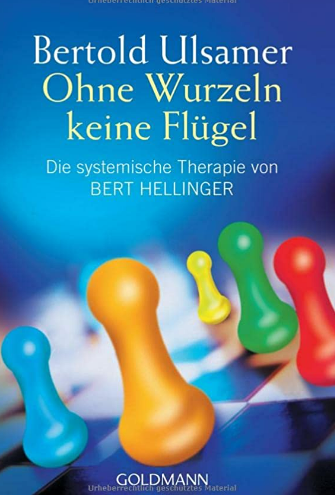 Urheberrechtlich geschütztes Material
Bertold Ulsamer
Ohne Wurzeln
keine Flügel
Die systemische Therapie von
BERT HELLINGER
GOLDMANN
Urheberrechtlich geschütztes Material